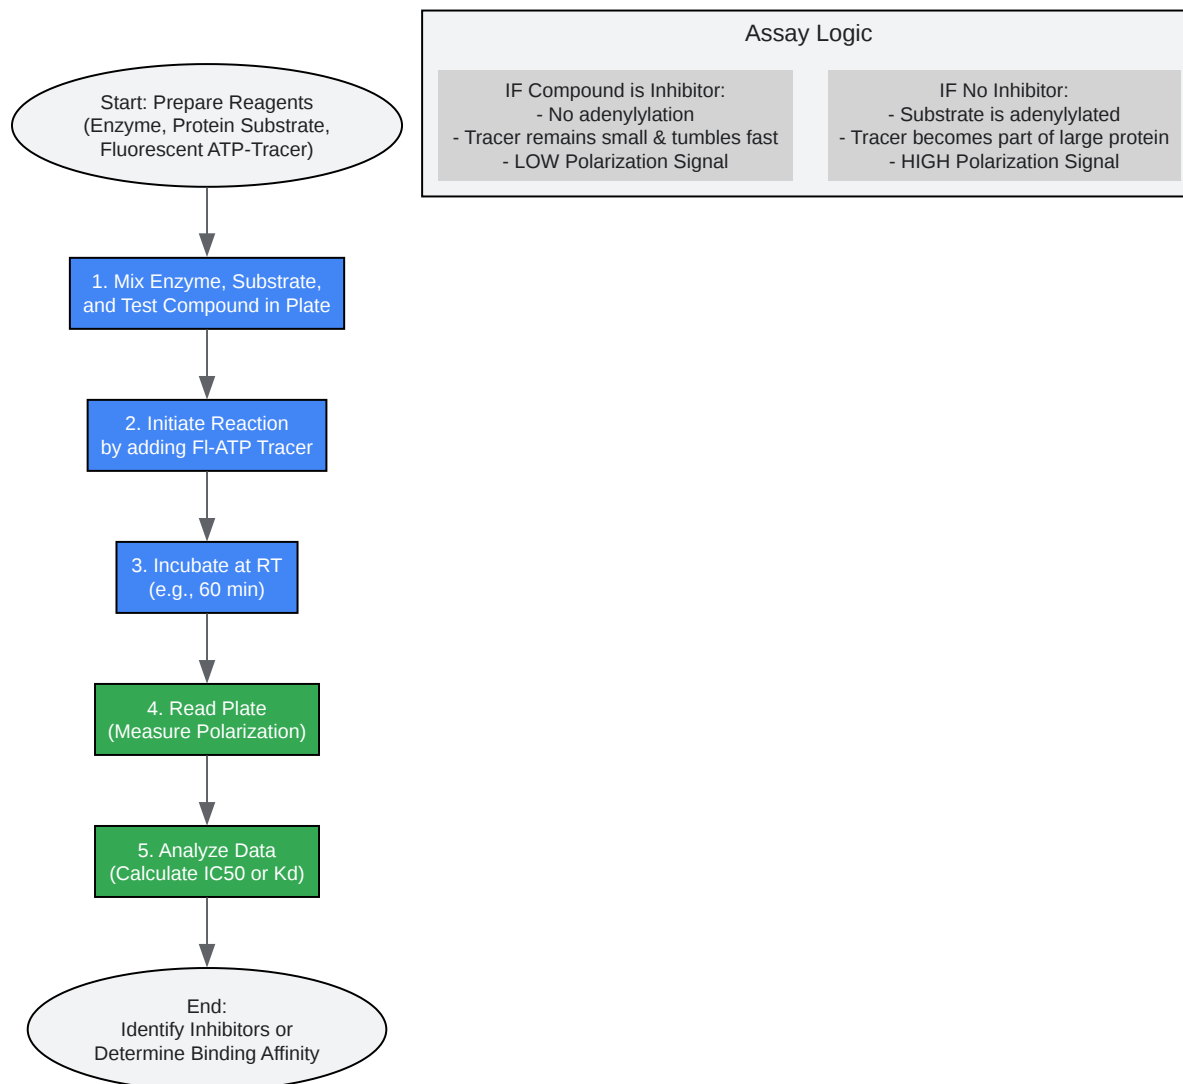 Assay Logic
IF Compound is Inhibitor:
- No adenylylation
- Tracer remains small & tumbles fast
- LOW Polarization Signal
IF No Inhibitor:
- Substrate is adenylylated
- Tracer becomes part of large protein
- HIGH Polarization Signal
Start: Prepare Reagents
(Enzyme, Protein Substrate,
Fluorescent ATP-Tracer)
1. Mix Enzyme, Substrate,
and Test Compound in Plate
2. Initiate Reaction
by adding Fl-ATP Tracer
3. Incubate at RT
(e.g., 60 min)
4. Read Plate
(Measure Polarization)
5. Analyze Data
(Calculate IC50 or Kd)
End:
Identify Inhibitors or
Determine Binding Affinity